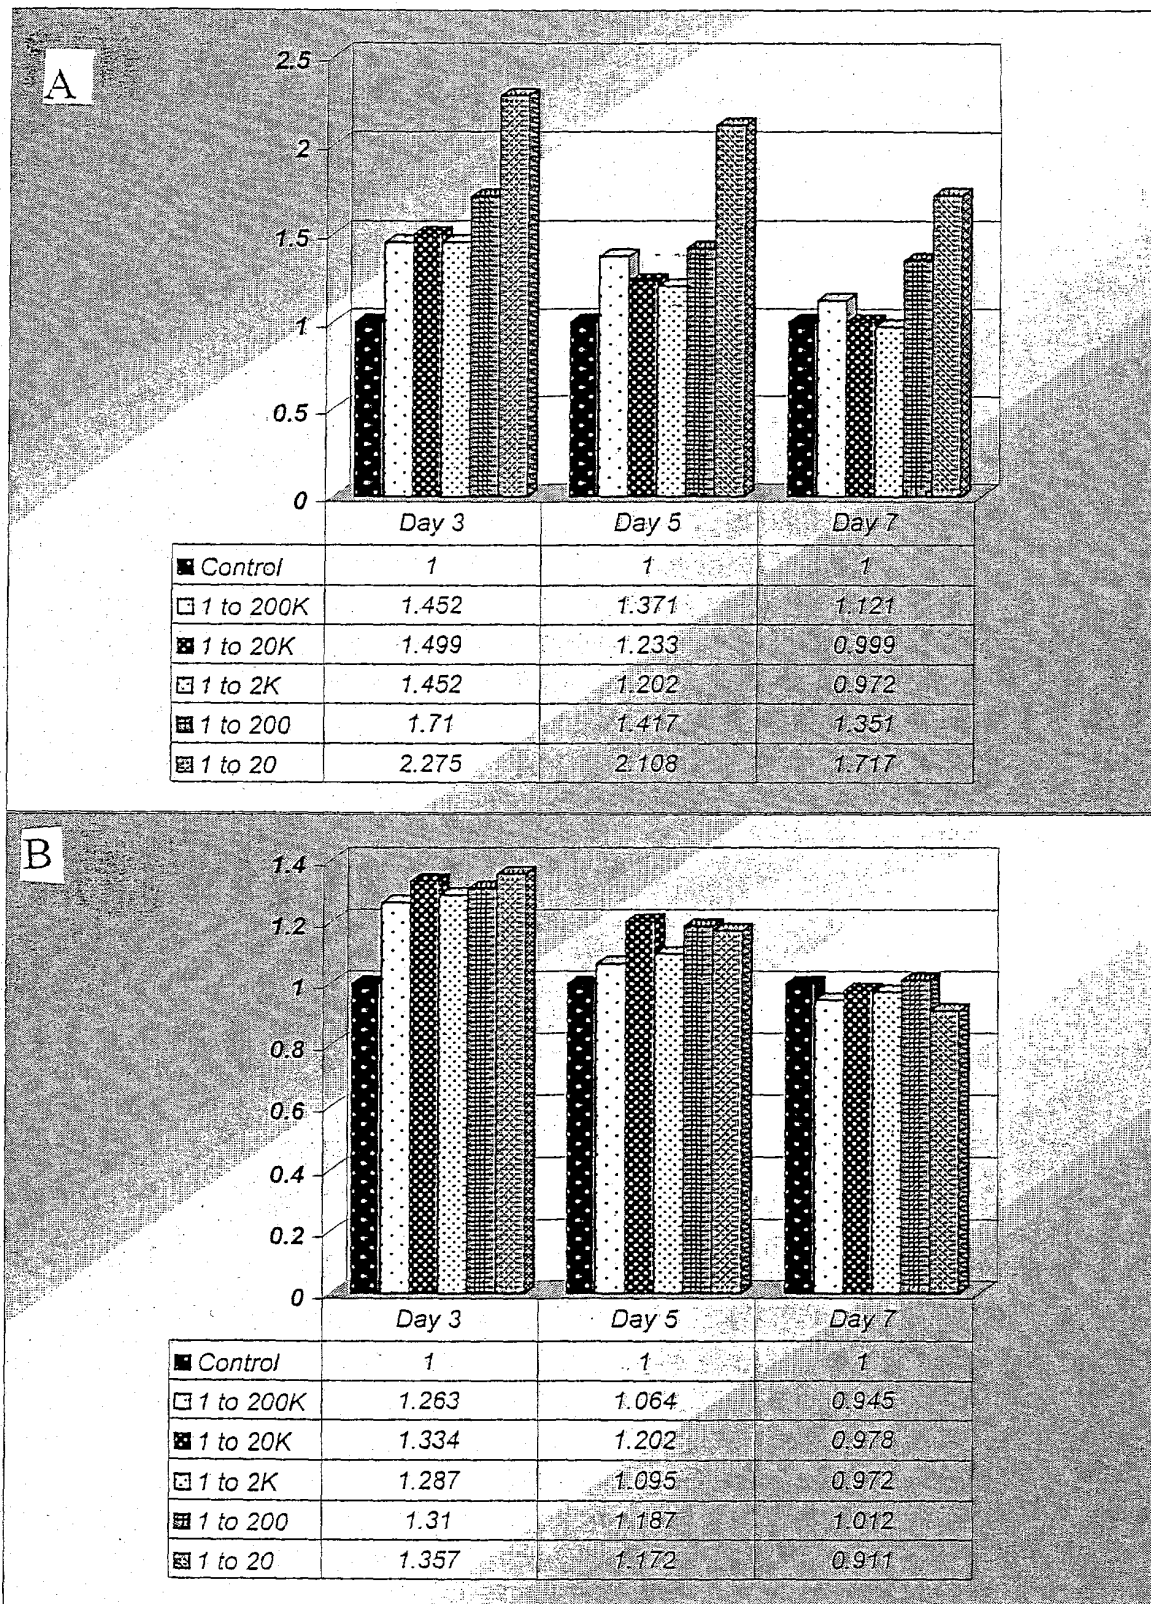 A
2.5
2
1.5
1
0.5
0
Day 3 Day 5 Day 7
Control 1 1 1
1 to 200K 1.452 1.371 1.121
1 to 20K 1.499 1.233 0.999
1 to 2K 1.452 1.202 0.972
1 to 200 1.71 1.417 1.351
1 to 20 2.275 2.108 1.717
B
1.4
1.2
1
0.8
0.6
0.4
0.2
0
Day 3 Day 5 Day 7
Control 1 1 1
1 to 200K 1.263 1.064 0.945
1 to 20K 1.334 1.202 0.978
1 to 2K 1.287 1.095 0.972
1 to 200 1.31 1.187 1.012
1 to 20 1.357 1.172 0.911